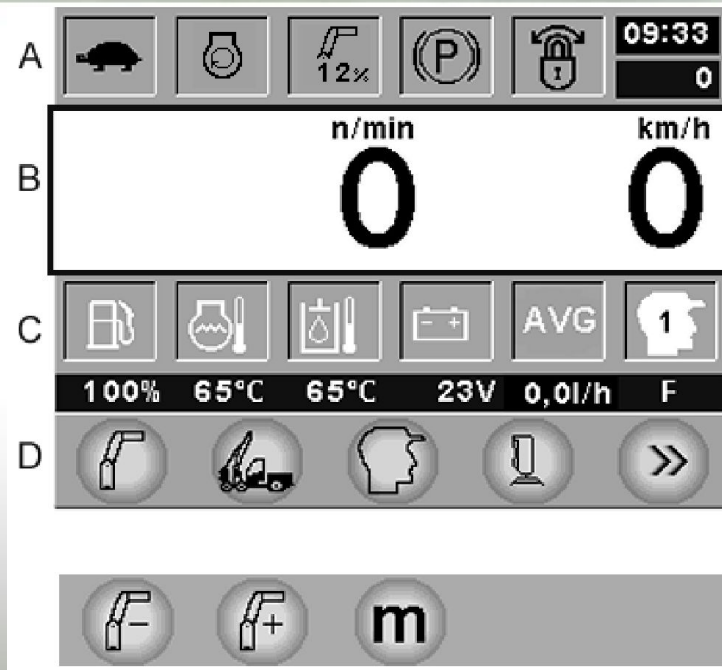 A 12% (P) 09:33
0
n/min km/h
B 0 0
C - + AVG 1
100% 65°C 65°C 23V 0,0l/h F
D »
- + m